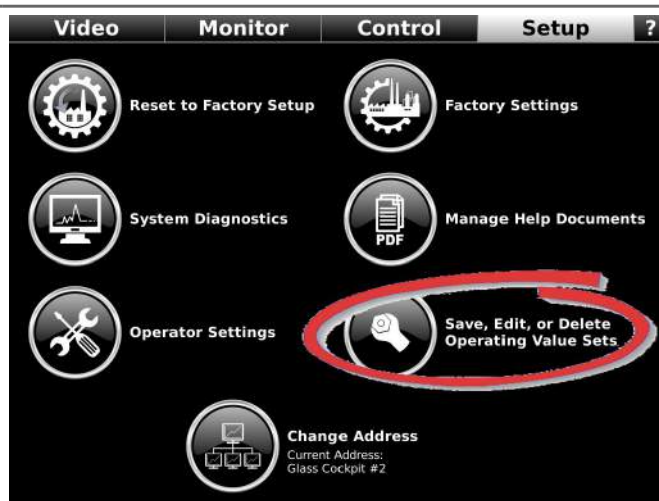 Video Monitor Control Setup ?
Reset to Factory Setup
Factory Settings
System Diagnostics
PDF
Manage Help Documents
Operator Settings
Save, Edit, or Delete
Operating Value Sets
Change Address
Current Address:
Glass Cockpit #2